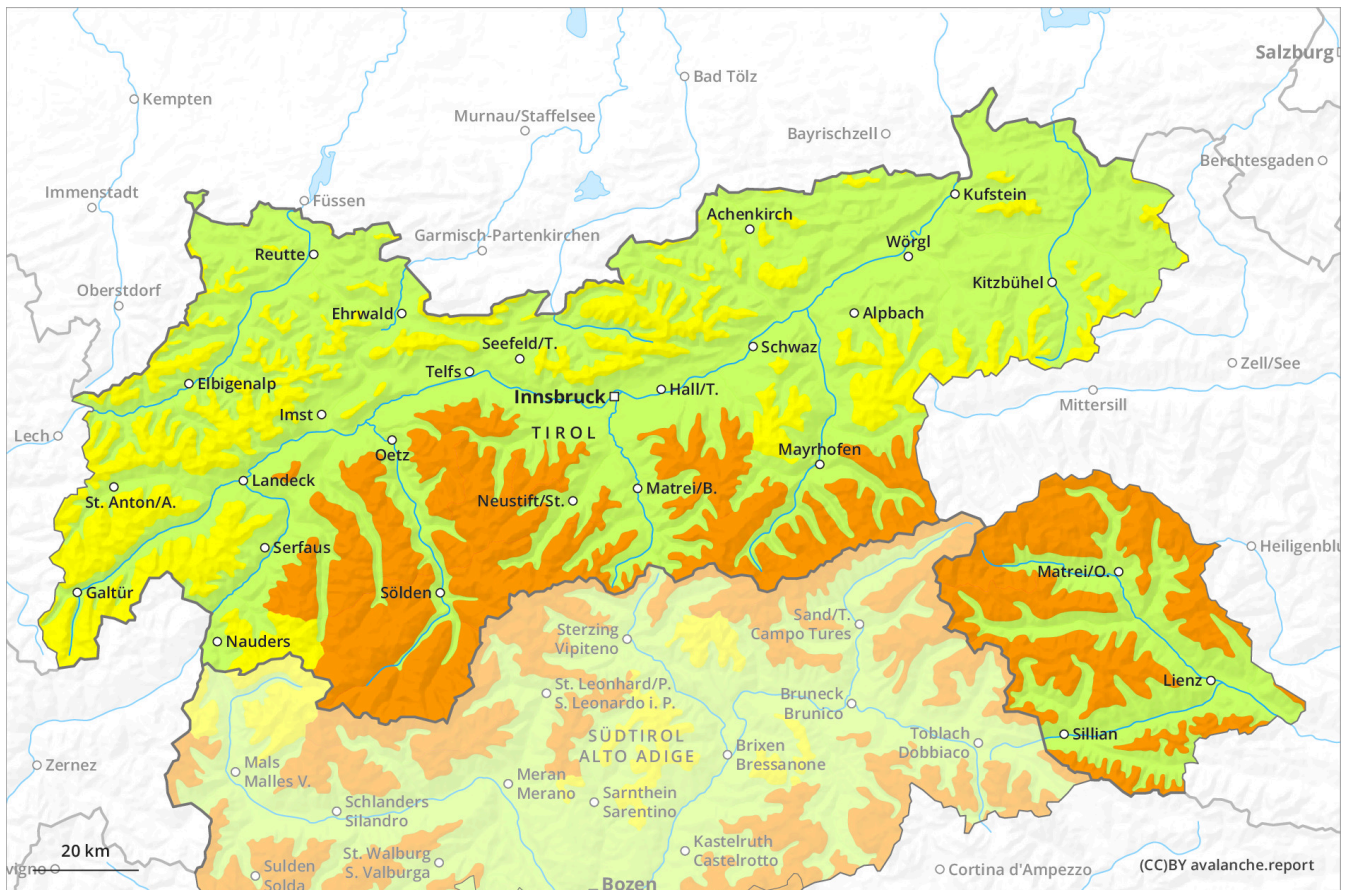 Salzburg
Bad Tölz
Kempten
Murnau/Staffelsee
Bayrischzell
Berchtesgaden
Immenstadt
Füssen
Kufstein
Achenkirch
Garmisch-Partenkirchen
Wörgl
Reutte
Oberstdorf
Kitzbühel
Ehrwald
Alpbach
Seefeld/T.
Schwaz
Zell/See
Telfs
Elbigenalp
Hall/T.
Innsbruck
Mittersill
Imst
Lech
TIROL
Oetz
Mayrhofen
Landeck
Matrei/B.
St. Anton/A.
Neustift/St.
Serfaus
Heiligenblu
Matrei/O.
Galtür
Sölden
Sand/T.
Campo Tures
Sterzing
Vipiteno
Nauders
Lienz
St. Leonhard/P.
S. Leonardo i. P.
Bruneck
Brunico
SÜDTIROL
ALTO ADIGE
Toblach
Dobbiaco
Sillian
Brixen
Bressanone
Zernez
Mals
Malles V.
Meran
Merano
Sarnthein
Sarentino
Schlanders
Silandro
Kastelruth
Castelrotto
20 km
St. Walburg
S. Valburga
vigno
Sulden
Solda
Cortina d'Ampezzo
(CC)BY avalanche.report
Bozen